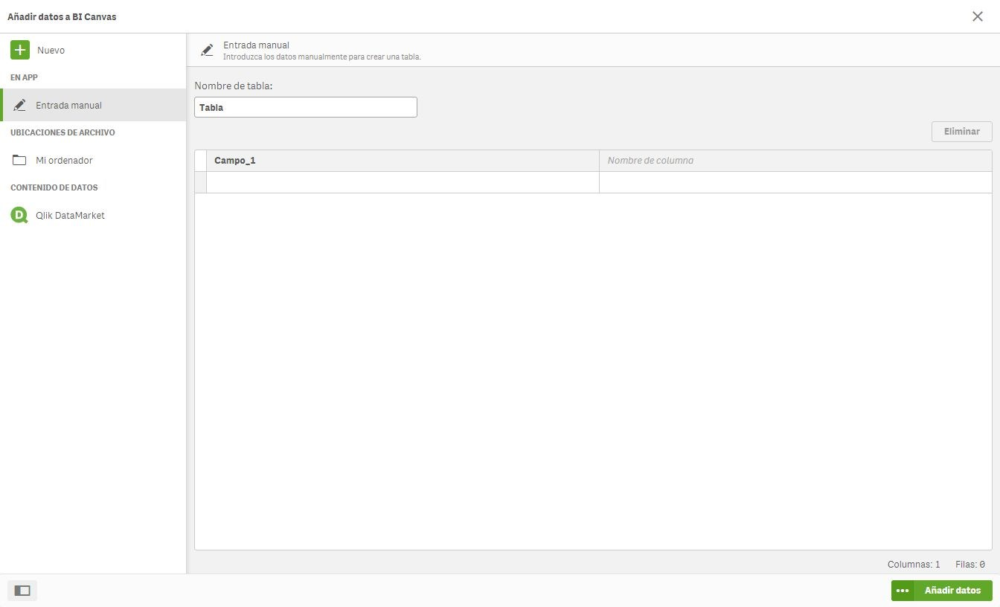 Añadir datos a BI Canvas
Nuevo
EN APP
Entrada manual
UBICACIONES DE ARCHIVO
Mi ordenador
CONTENIDO DE DATOS
D
Qlik DataMarket
Entrada manual
Introduzca los datos manualmente para crear una tabla.
Nombre de tabla:
Tabla
Eliminar
Campo_1 Nombre de columna
Columnas: 1 Filas: 0
Añadir datos